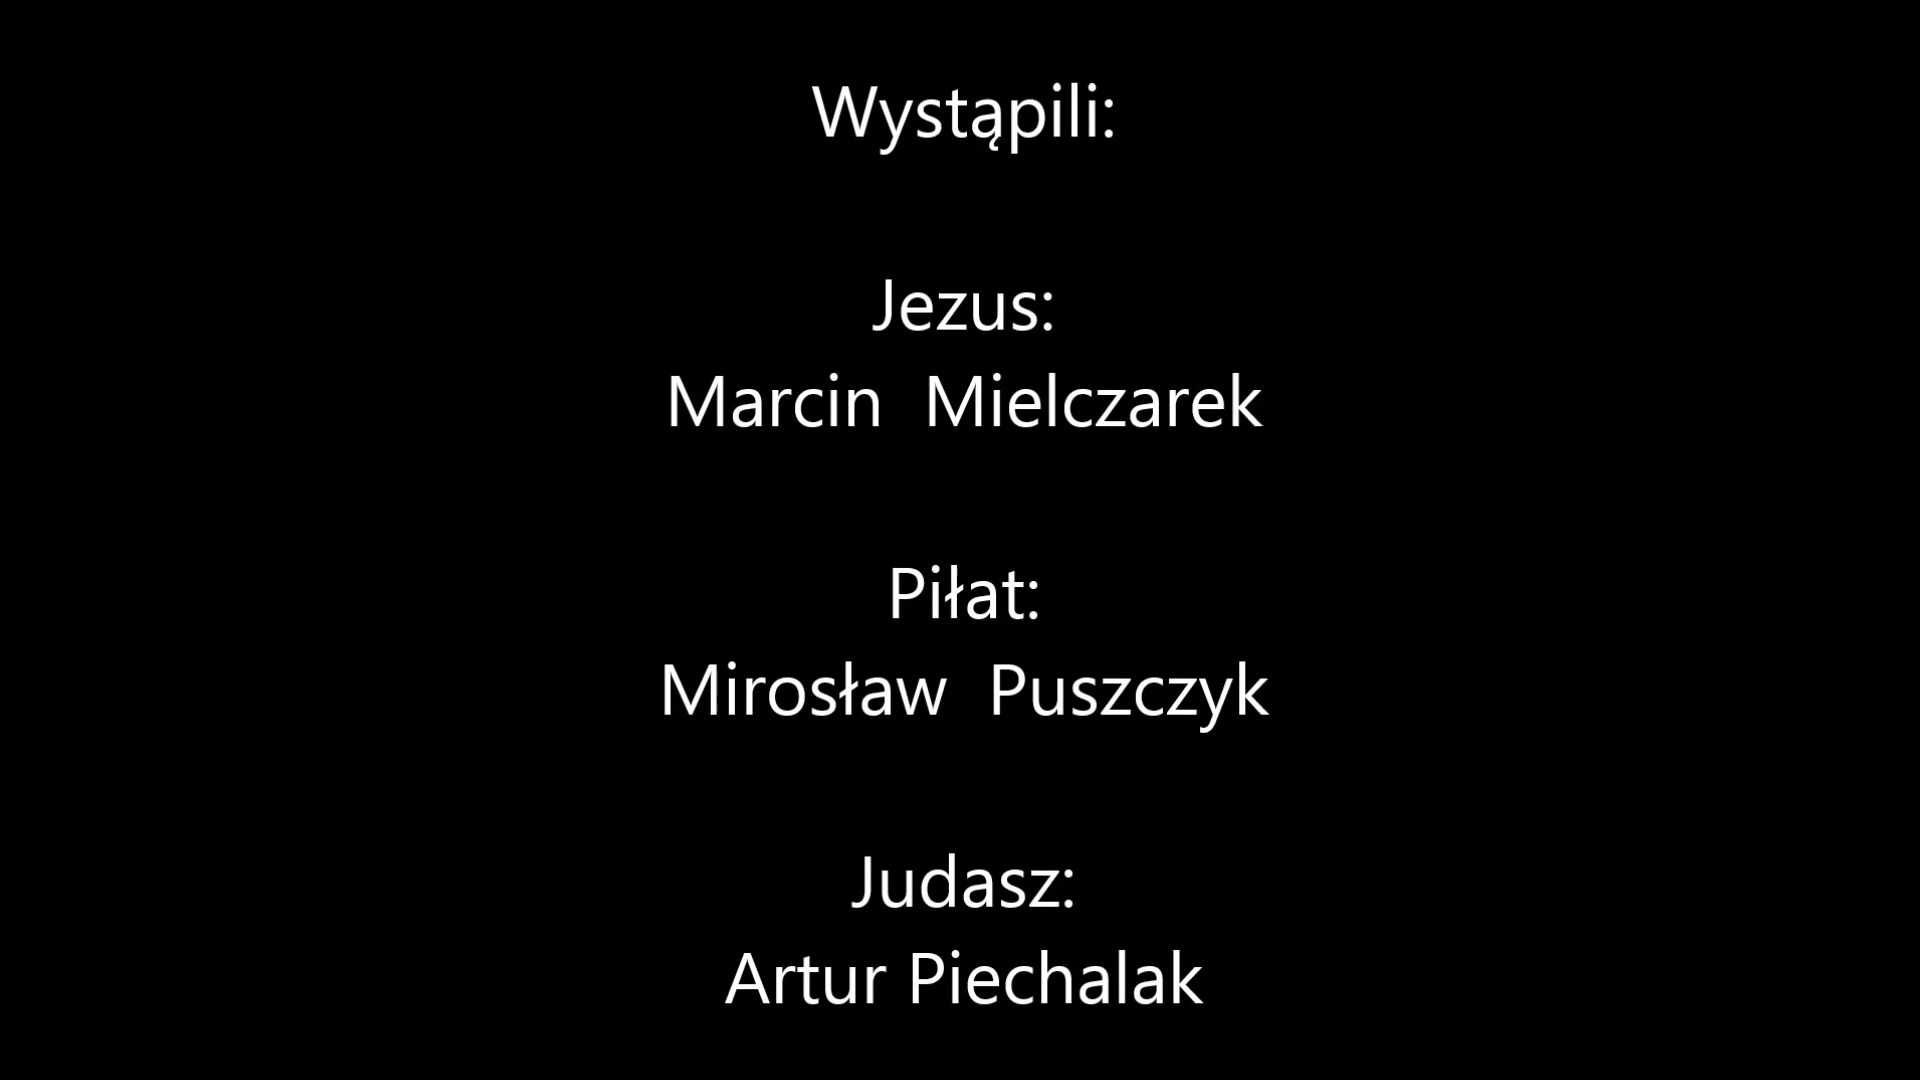 Wystąpili:
Jezus:
Marcin  Mielczarek
Piłat:
Mirosław  Puszczyk
Judasz:
Artur Piechalak